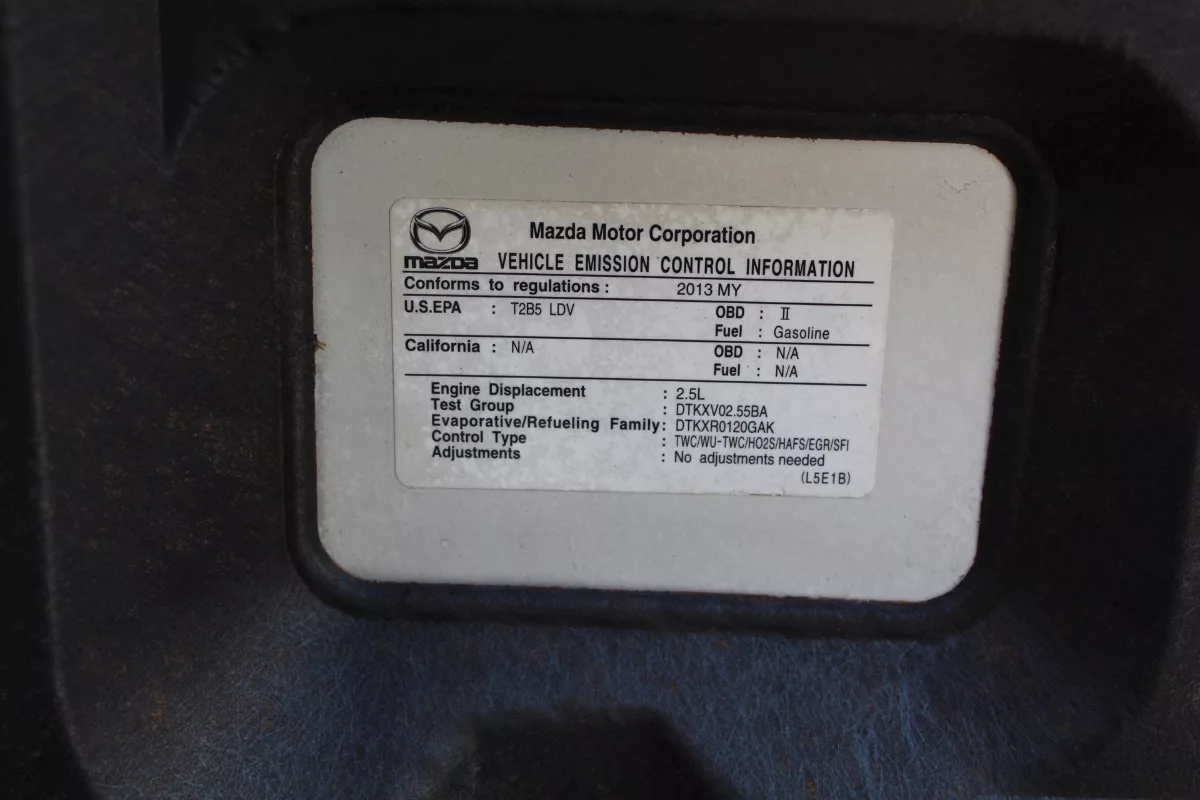 Mazda Motor Corporation
mazda VEHICLE EMISSION CONTROL INFORMATION
Conforms to regulations : 2013 MY
U.S.EPA : T2B5 LDV OBD : II
Fuel : Gasoline
California : N/A OBD : N/A
Fuel : N/A
Engine Displacement : 2.5L
Test Group : DTKXV02.55BA
Evaporative/Refueling Family: DTKXR0120GAK
Control Type : TWC/WU-TWC/HO2S/HAFS/EGR/SFI
Adjustments : No adjustments needed
(L5E1B)